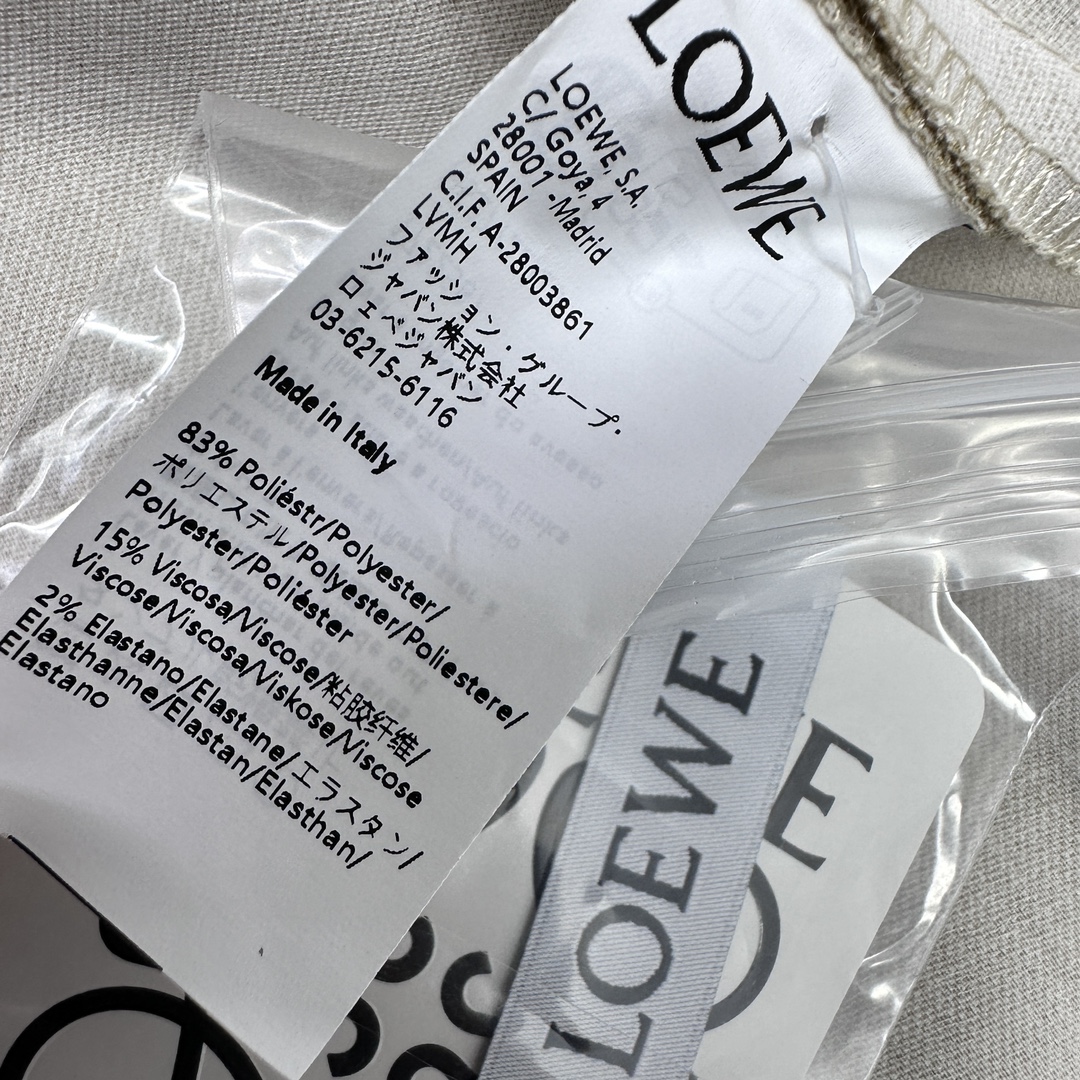 LOEWE
LOEWE, S.A.
C/ Goya, 4
28001 -Madrid
SPAIN
C.I.F. A-28003861
LVMH
ファッション・グループ・
ジャパン株式会社
ロエベジャパン
03-6215-6116
Made in Italy
83% Poliéstr/Polyester/
ポリエステル/Polyester/Poliestere/
Polyester/Poliéster
15% Viscosa/Viscose/粘胶纤维/
Viscose/Viscosa/Viskose/Viscose
2% Elastano/Elastane/エラスタン/
Elasthanne/Elastan/Elasthan/
Elastano
LOEWE